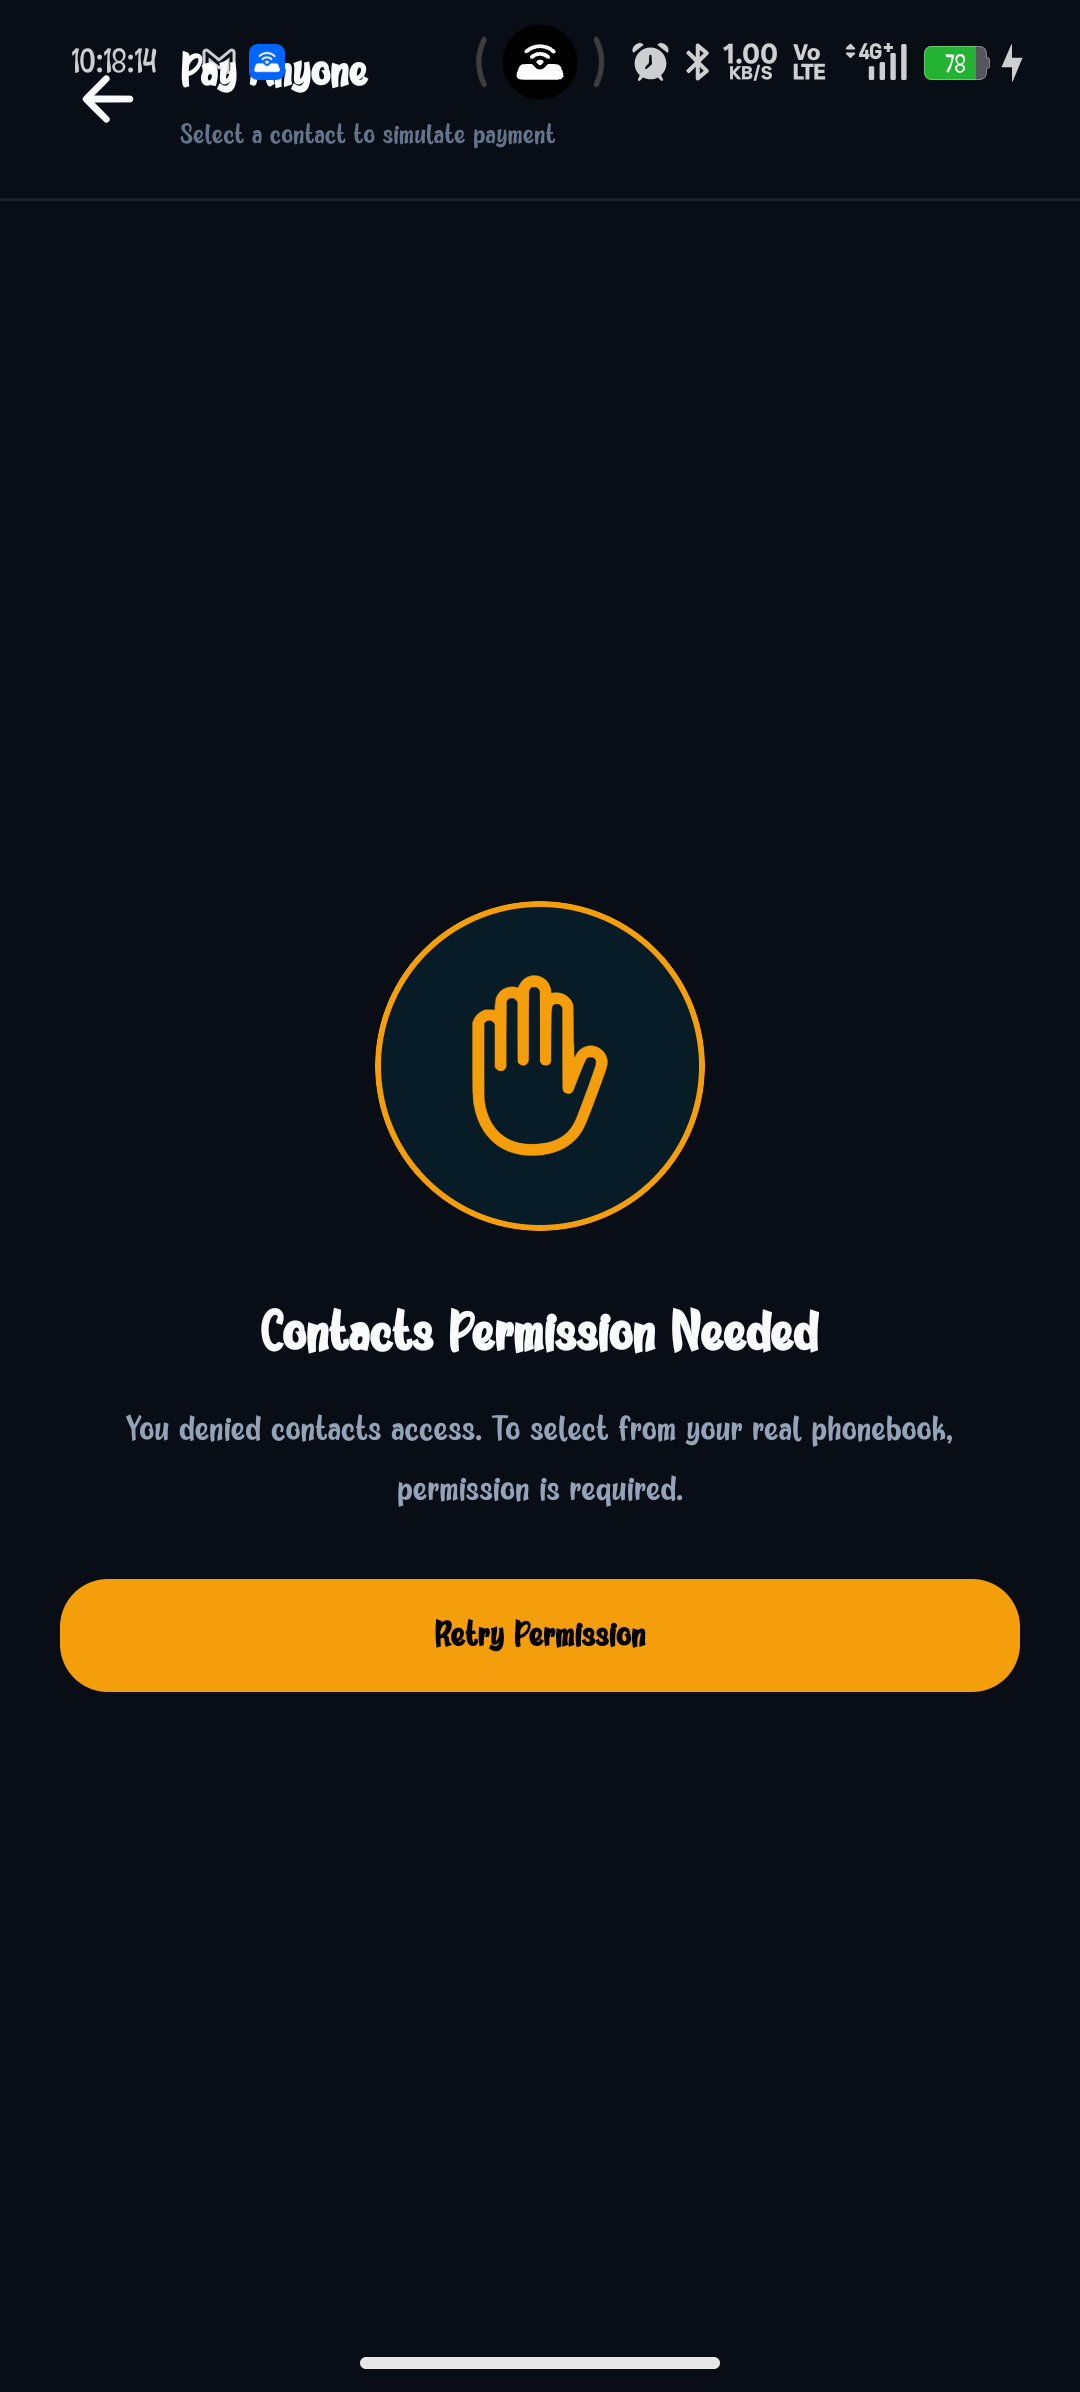 10:18:14
Pay Anyone
Select a contact to simulate payment
1.00
KB/S
Vo
LTE
4G+
78
Contacts Permission Needed
You denied contacts access. To select from your real phonebook,
permission is required.
Retry Permission